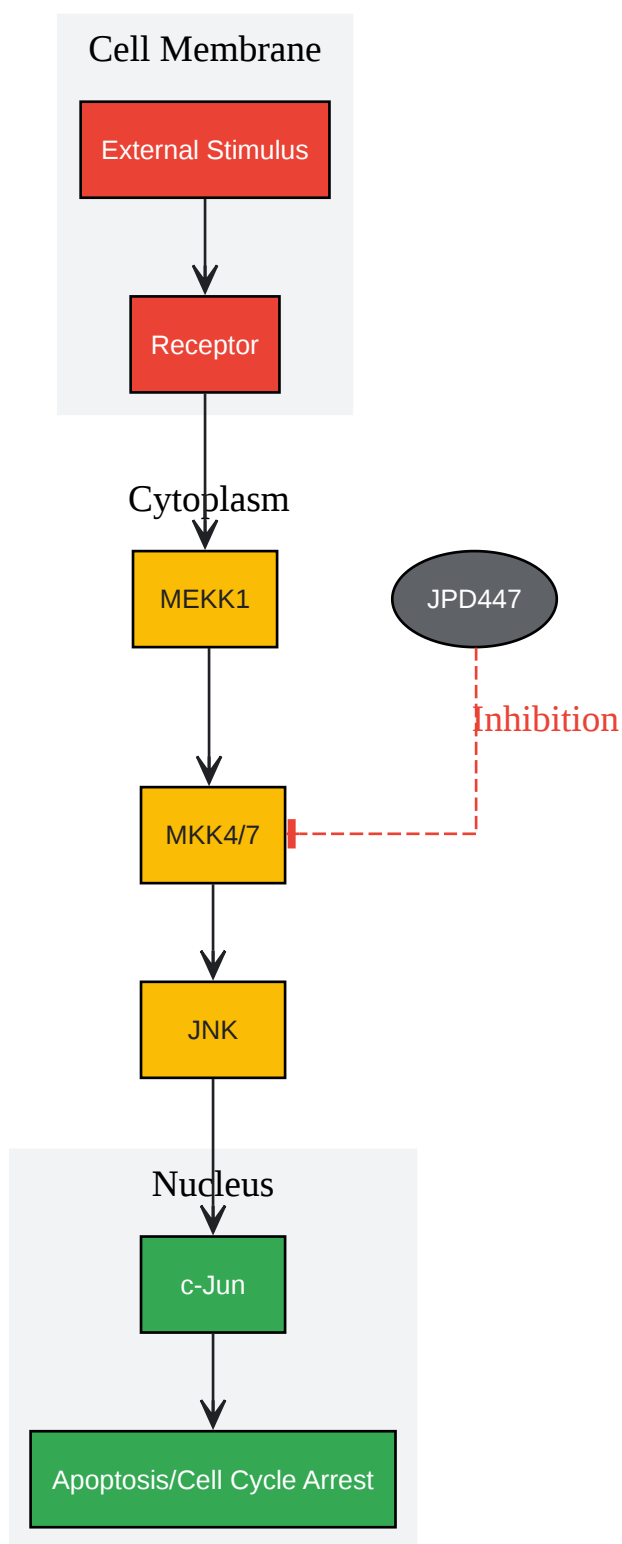 Cell Membrane
External Stimulus
Receptor
Cytoplasm
MEKK1
JPD447
Inhibition
MKK4/7
JNK
Nucleus
c-Jun
Apoptosis/Cell Cycle Arrest